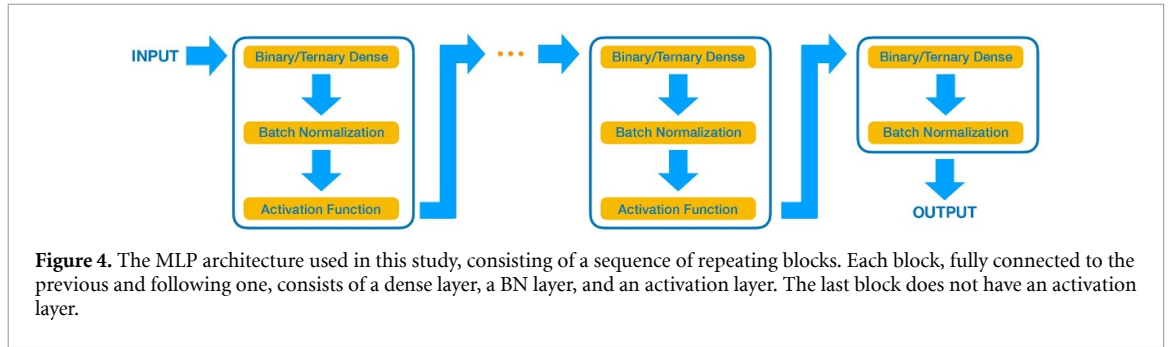 INPUT
Binary/Ternary Dense
Batch Normalization
Activation Function
...
Binary/Ternary Dense
Batch Normalization
Activation Function
Binary/Ternary Dense
Batch Normalization
OUTPUT
Figure 4. The MLP architecture used in this study, consisting of a sequence of repeating blocks. Each block, fully connected to the
previous and following one, consists of a dense layer, a BN layer, and an activation layer. The last block does not have an activation
layer.